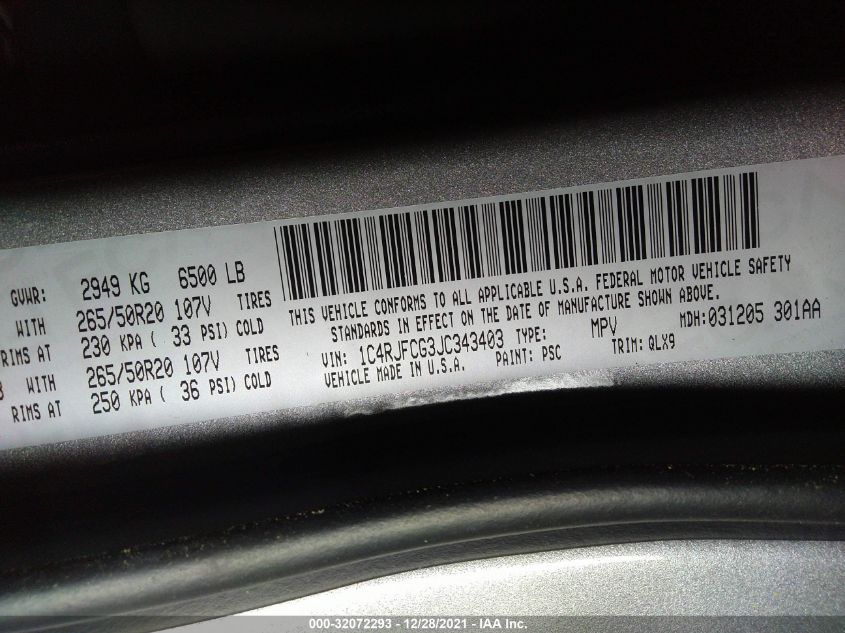 GVWR: 2949 KG 6500 LB
WITH 265/50R20 107V TIRES
RIMS AT 230 KPA ( 33 PSI) COLD
WITH 265/50R20 107V TIRES
RIMS AT 250 KPA ( 36 PSI) COLD
THIS VEHICLE CONFORMS TO ALL APPLICABLE U.S.A. FEDERAL MOTOR VEHICLE SAFETY
STANDARDS IN EFFECT ON THE DATE OF MANUFACTURE SHOWN ABOVE.
VIN: 1C4RJFCG3JC343403 TYPE: MPV MDH:031205 301AA
VEHICLE MADE IN U.S.A. PAINT: PSC TRIM: QLX9
000-32072293 - 12/28/2021 - IAA Inc.